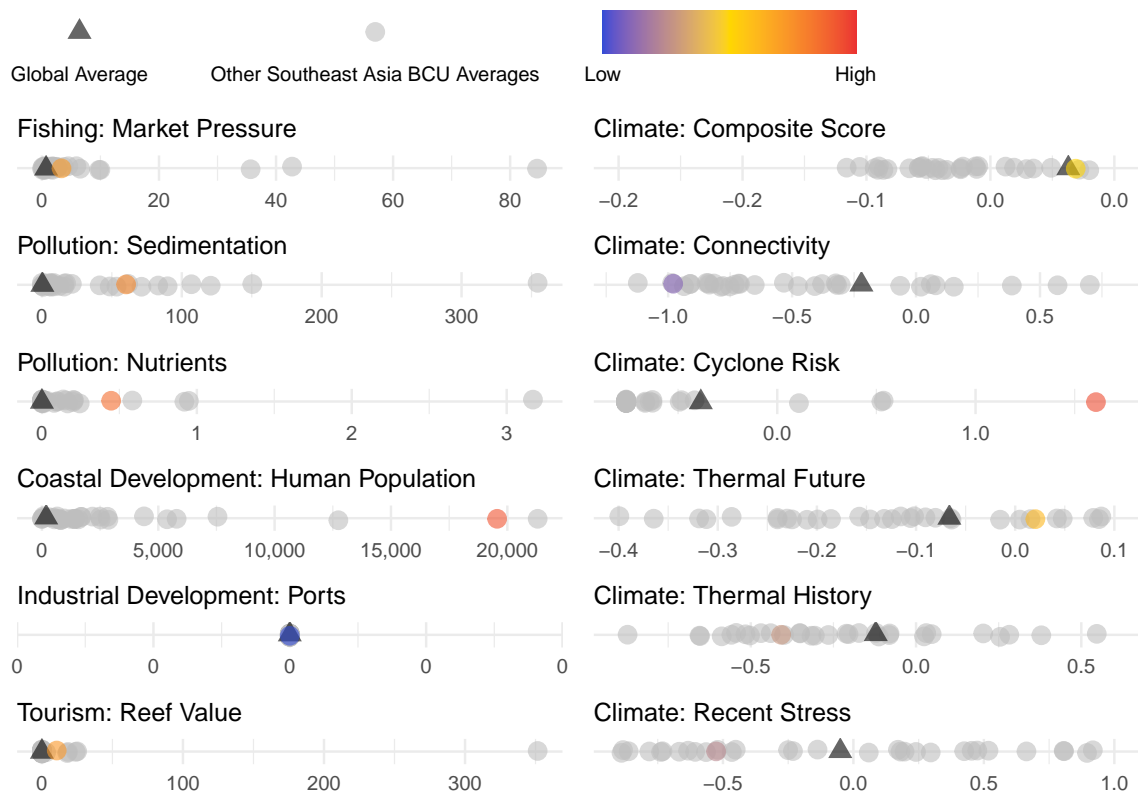 Global Average
Other Southeast Asia BCU Averages
Low
High
Fishing: Market Pressure
0 20 40 60 80
Climate: Composite Score
−0.2 −0.2 −0.1 0.0 0.0
Pollution: Sedimentation
0 100 200 300
Climate: Connectivity
−1.0 −0.5 0.0 0.5
Pollution: Nutrients
0 1 2 3
Climate: Cyclone Risk
0.0 1.0
Coastal Development: Human Population
0 5,000 10,000 15,000 20,000
Climate: Thermal Future
−0.4 −0.3 −0.2 −0.1 0.0 0.1
Industrial Development: Ports
0 0 0 0 0
Climate: Thermal History
−0.5 0.0 0.5
Tourism: Reef Value
0 100 200 300
Climate: Recent Stress
−0.5 0.0 0.5 1.0